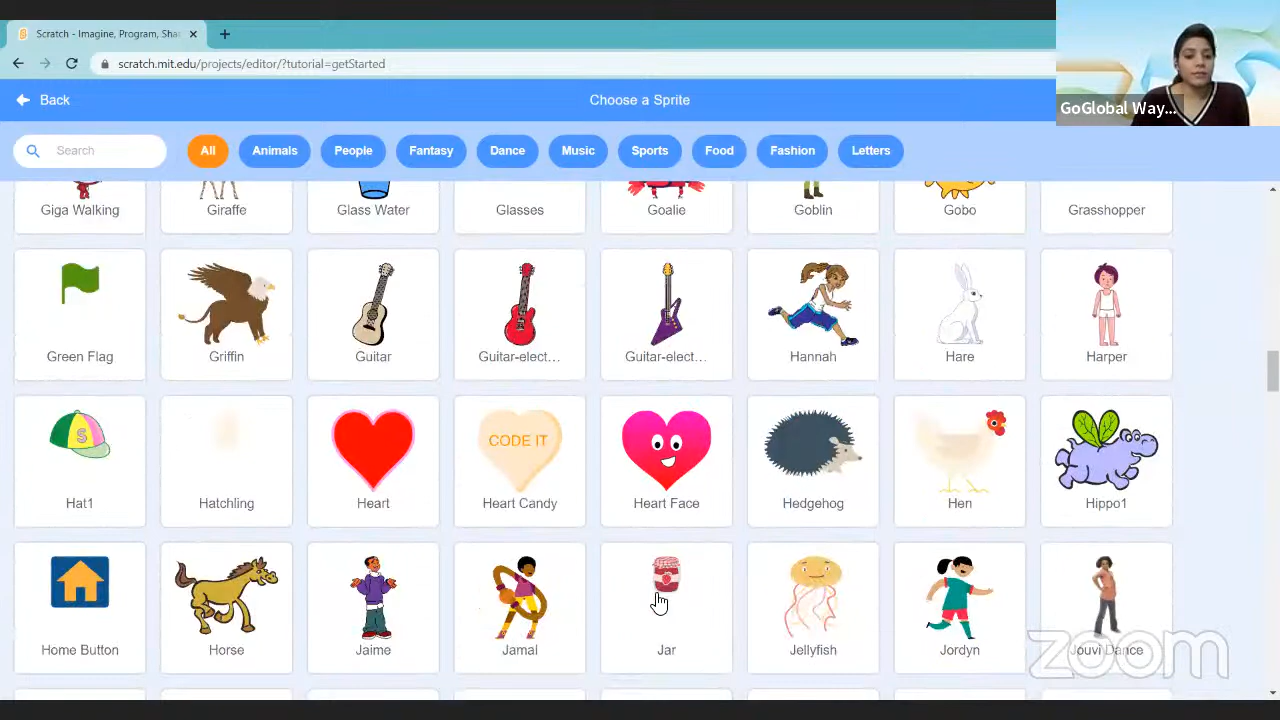 Scratch - Imagine, Program, Sha
scratch.mit.edu/projects/editor/?tutorial=getStarted
GoGlobal Way...
Back
Choose a Sprite
Search
All
Animals
People
Fantasy
Dance
Music
Sports
Food
Fashion
Letters
Giga Walking
Giraffe
Glass Water
Glasses
Goalie
Goblin
Gobo
Grasshopper
Green Flag
Griffin
Guitar
Guitar-elect...
Guitar-elect...
Hannah
Hare
Harper
S
CODE IT
Hat1
Hatchling
Heart
Heart Candy
Heart Face
Hedgehog
Hen
Hippo1
Home Button
Horse
Jaime
Jamal
Jar
Jellyfish
Jordyn
Jouvi Dance
zoom